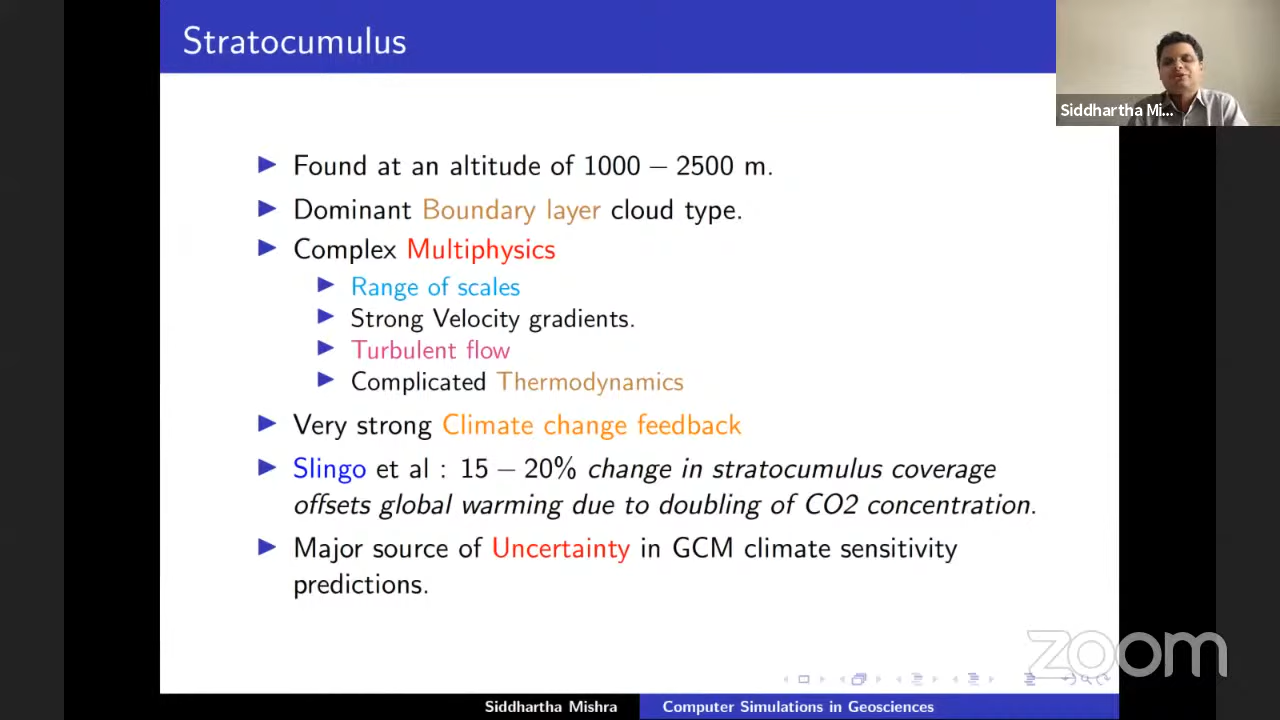 Stratocumulus
Siddhartha Mi...
Found at an altitude of 1000 – 2500 m.
Dominant Boundary layer cloud type.
Complex Multiphysics
Range of scales
Strong Velocity gradients.
Turbulent flow
Complicated Thermodynamics
Very strong Climate change feedback
Slingo et al : 15 – 20% change in stratocumulus coverage
offsets global warming due to doubling of CO2 concentration.
Major source of Uncertainty in GCM climate sensitivity
predictions.
zoom
Siddhartha Mishra
Computer Simulations in Geosciences